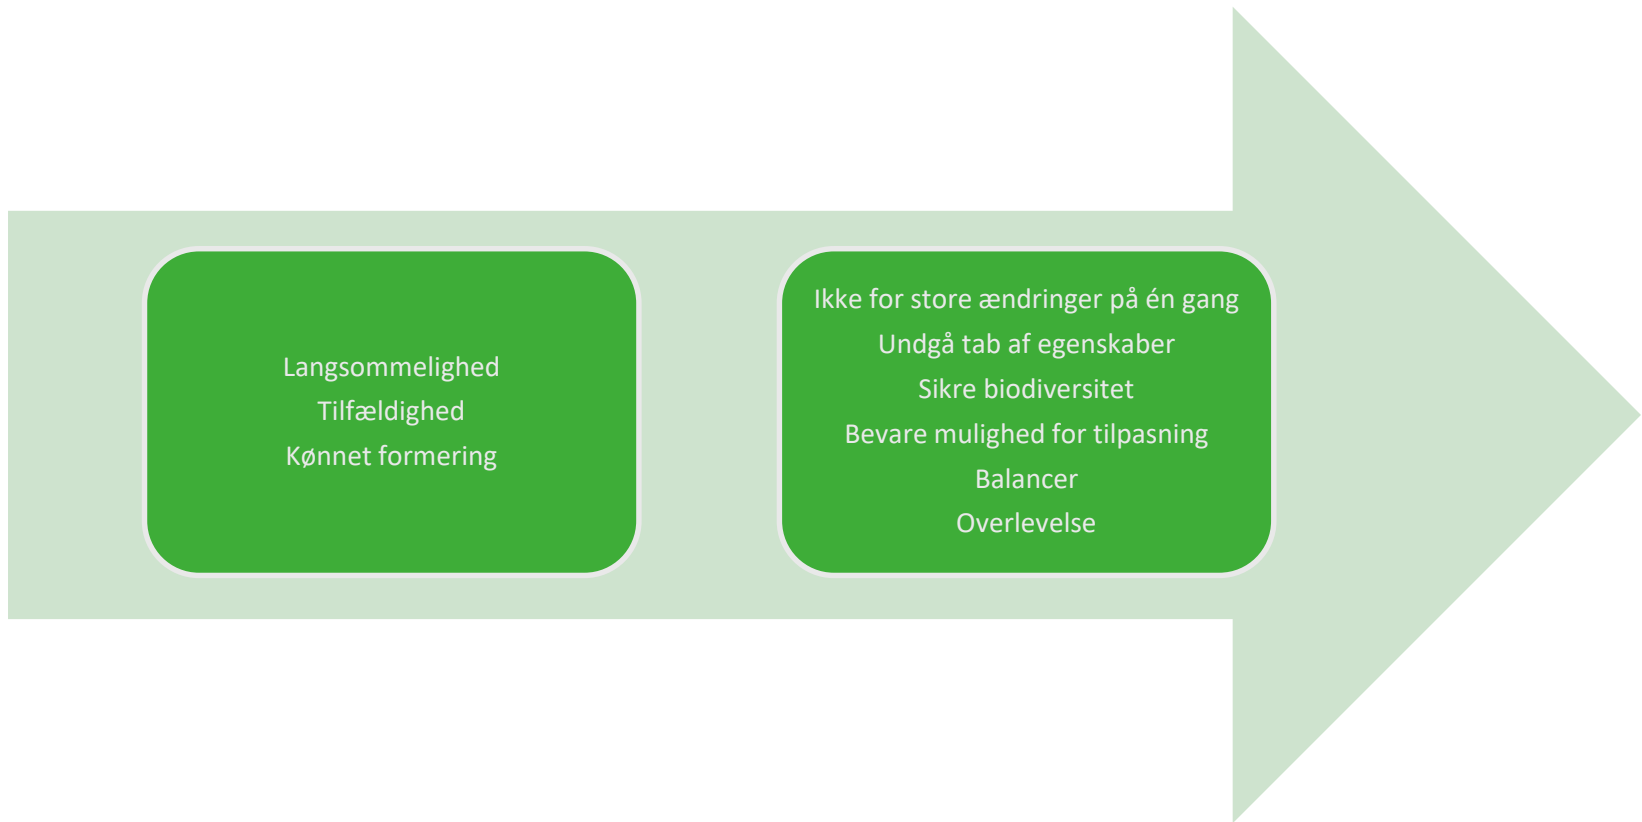 Langsommelighed
Tilfældighed
Kønnet formering
Ikke for store ændringer på én gang
Undgå tab af egenskaber
Sikre biodiversitet
Bevare mulighed for tilpasning
Balancer
Overlevelse